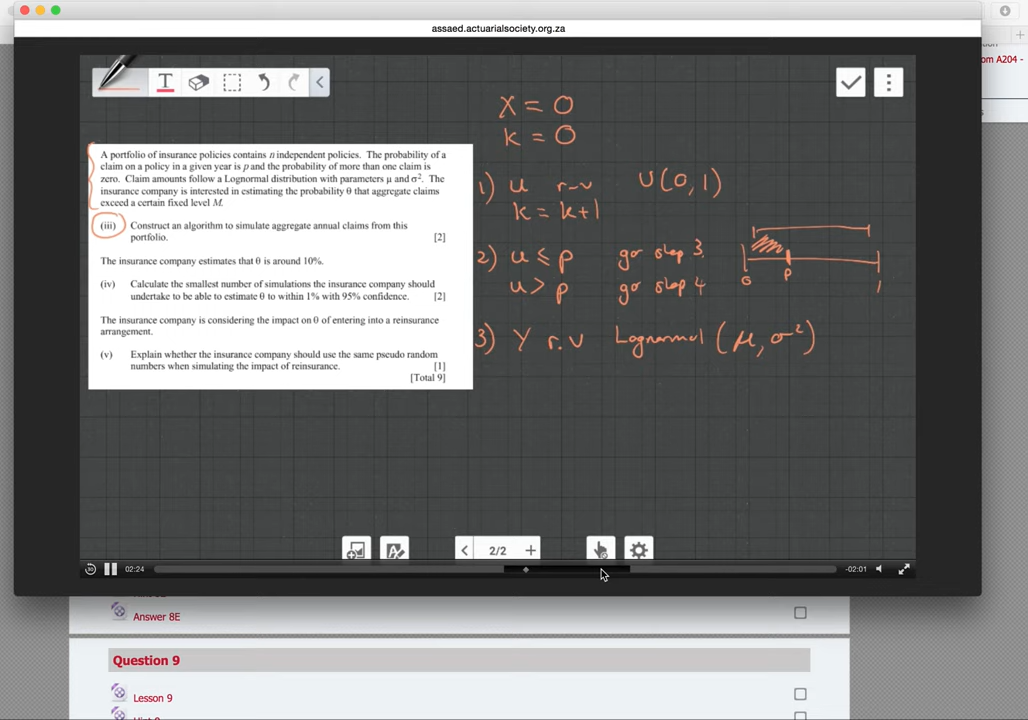 assaed.actuarialsociety.org.za
om A204 -
T
A portfolio of insurance policies contains n independent policies. The probability of a
claim on a policy in a given year is p and the probability of more than one claim is
zero. Claim amounts follow a Lognormal distribution with parameters μ and σ². The
insurance company is interested in estimating the probability θ that aggregate claims
exceed a certain fixed level M.
(iii) Construct an algorithm to simulate aggregate annual claims from this
portfolio. [2]
The insurance company estimates that θ is around 10%.
(iv) Calculate the smallest number of simulations the insurance company should
undertake to be able to estimate θ to within 1% with 95% confidence. [2]
The insurance company is considering the impact on θ of entering into a reinsurance
arrangement.
(v) Explain whether the insurance company should use the same pseudo random
numbers when simulating the impact of reinsurance. [1]
[Total 9]
X = 0
k = 0
1) u r-v U(0,1)
k = k+1
2) u ≤ p go step 3.
u > p go step 4
0 p 1
3) Y r.v Lognormal (μ, σ²)
2/2
30 02:24 -02:01
Answer 8E
Question 9
Lesson 9